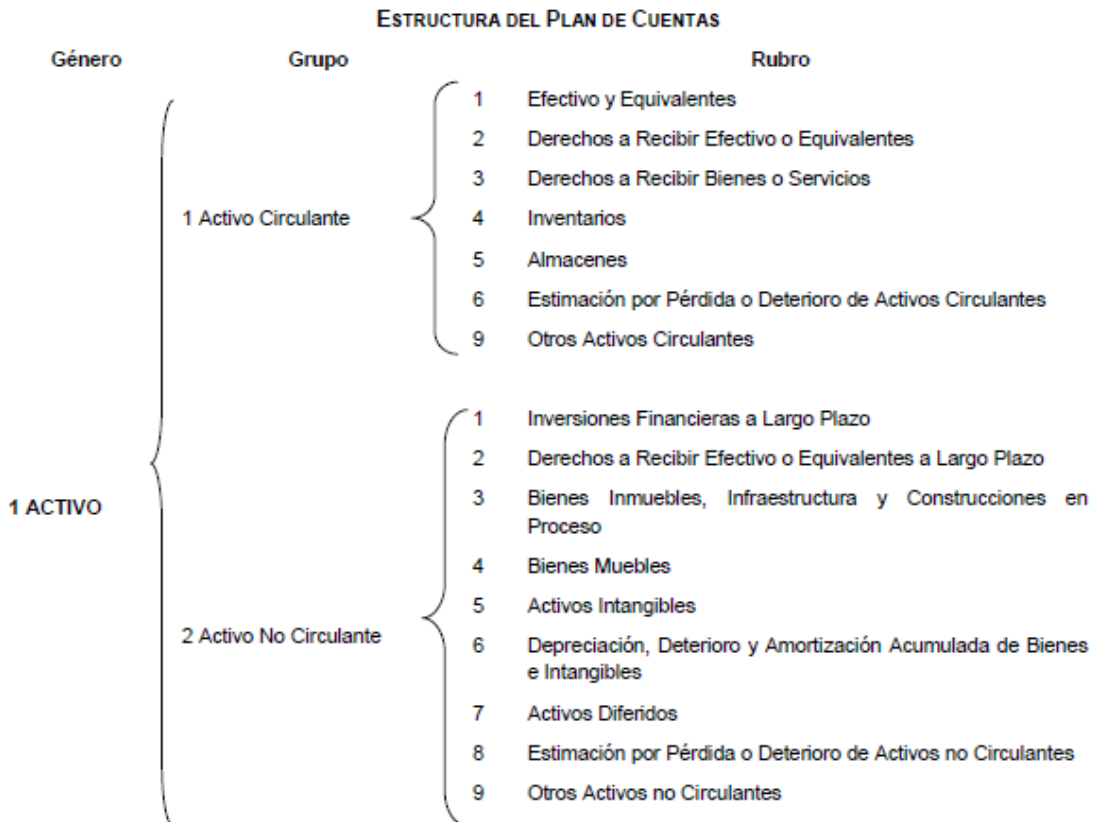 ESTRUCTURA DEL PLAN DE CUENTAS
Género Grupo Rubro
1 Efectivo y Equivalentes
2 Derechos a Recibir Efectivo o Equivalentes
3 Derechos a Recibir Bienes o Servicios
1 Activo Circulante 4 Inventarios
5 Almacenes
6 Estimación por Pérdida o Deterioro de Activos Circulantes
9 Otros Activos Circulantes
1 Inversiones Financieras a Largo Plazo
2 Derechos a Recibir Efectivo o Equivalentes a Largo Plazo
1 ACTIVO 3 Bienes Inmuebles, Infraestructura y Construcciones en
Proceso
4 Bienes Muebles
5 Activos Intangibles
2 Activo No Circulante 6 Depreciación, Deterioro y Amortización Acumulada de Bienes
e Intangibles
7 Activos Diferidos
8 Estimación por Pérdida o Deterioro de Activos no Circulantes
9 Otros Activos no Circulantes